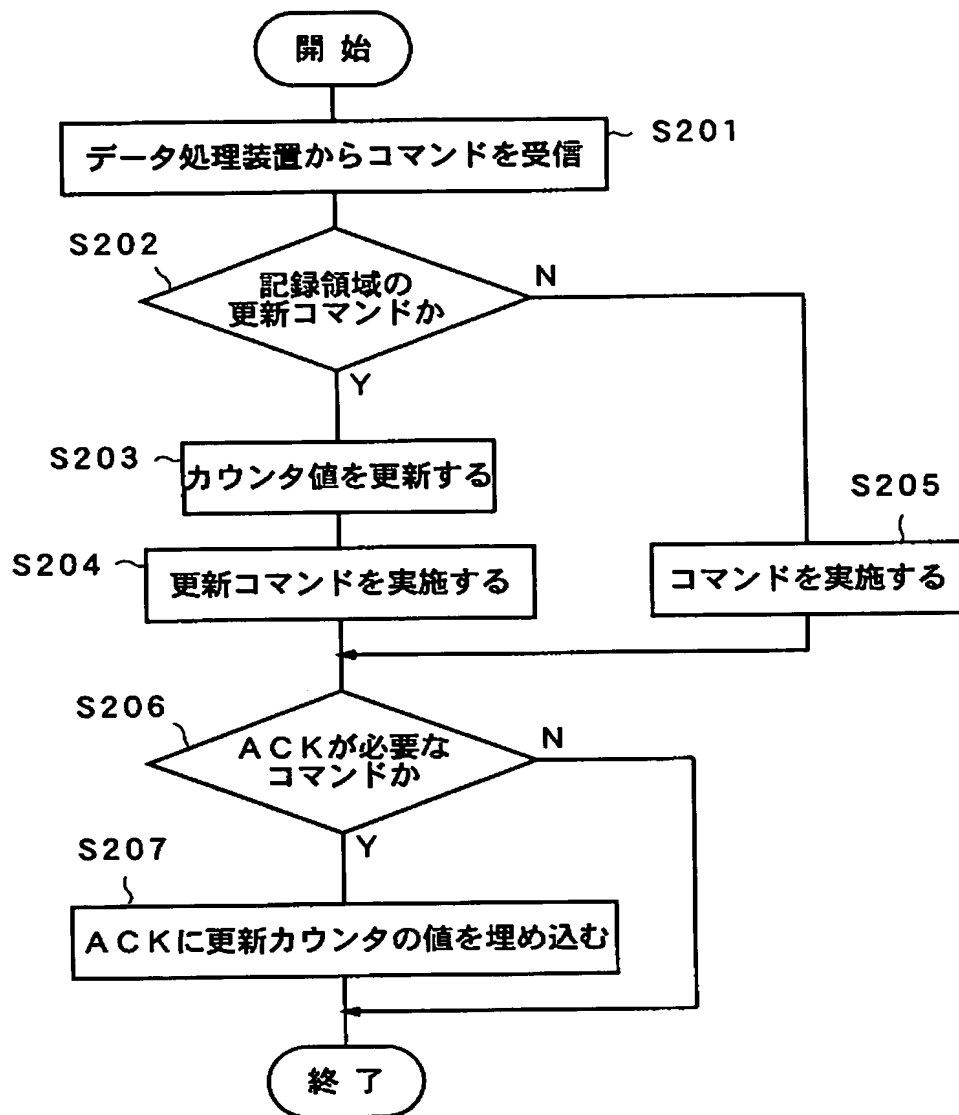 開始
データ処理装置からコマンドを受信
S201
S202
記録領域の
更新コマンドか
N
Y
S203
カウンタ値を更新する
S205
S204
更新コマンドを実施する
コマンドを実施する
S206
ACKが必要な
コマンドか
N
Y
S207
ACKに更新カウンタの値を埋め込む
終了